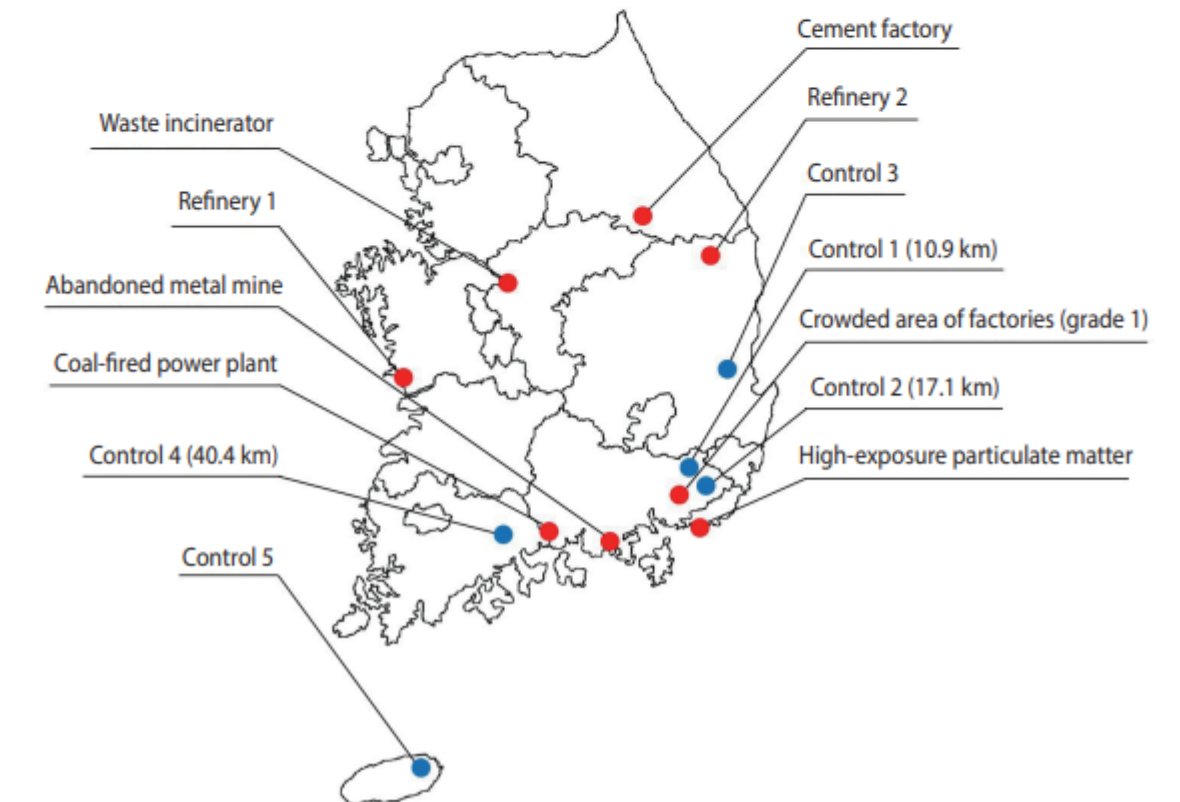 Cement factory
Refinery 2
Waste incinerator
Control 3
Refinery 1
Control 1 (10.9 km)
Abandoned metal mine
Crowded area of factories (grade 1)
Coal-fired power plant
Control 2 (17.1 km)
Control 4 (40.4 km)
High-exposure particulate matter
Control 5